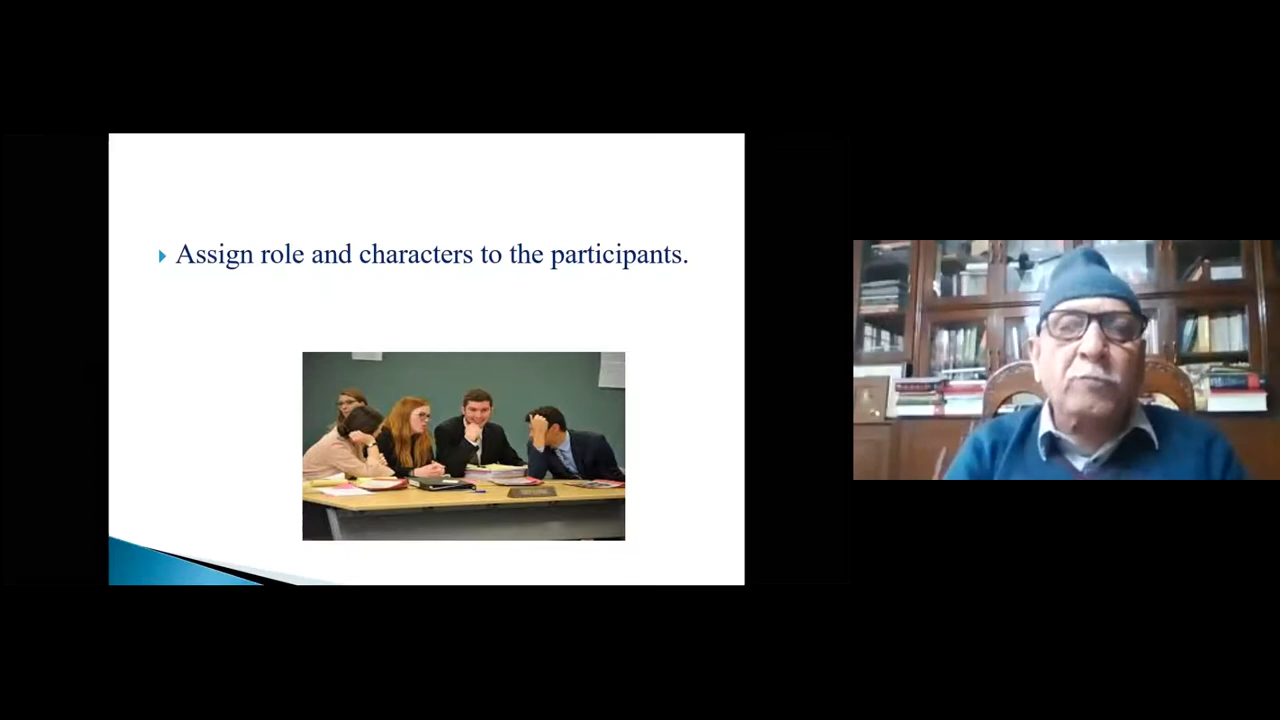 Assign role and characters to the participants.